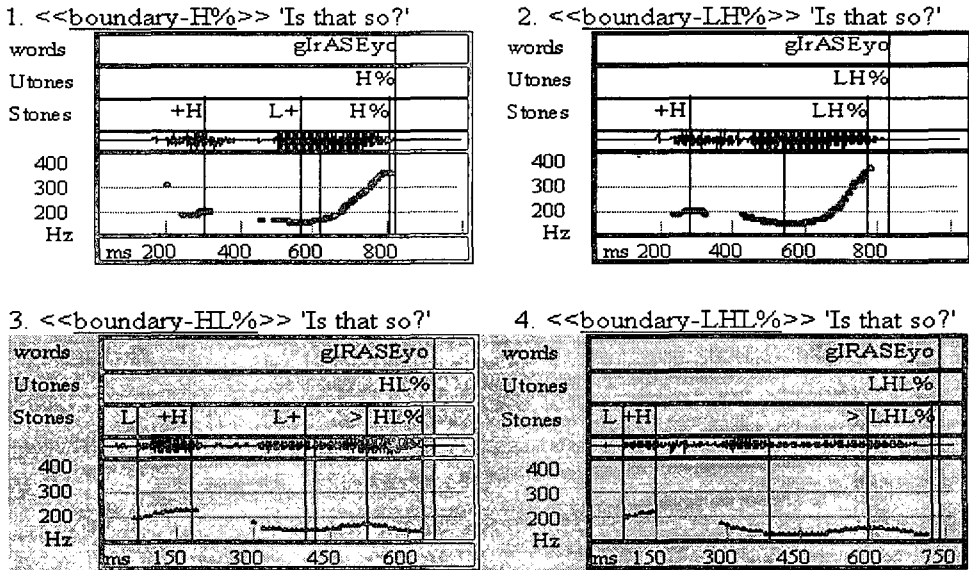 1. <<boundary-H%>> 'Is that so?'
words gIrASEyo
Utones H%
Stones +H L+ H%
400
300
200
Hz
ms 200 400 600 800
2. <<boundary-LH%>> 'Is that so?'
words gIrASEyo
Utones LH%
Stones +H LH%
400
300
200
Hz
ms 200 400 600 800
3. <<boundary-HL%>> 'Is that so?'
words gIRASEyo
Utones HL%
Stones L +H L+ > HL%
400
300
200
Hz
ms 150 300 450 600
4. <<boundary-LHL%>> 'Is that so?'
words gIRASEyo
Utones LHL%
Stones L +H > LHL%
400
300
200
Hz
ms 150 300 450 600 750